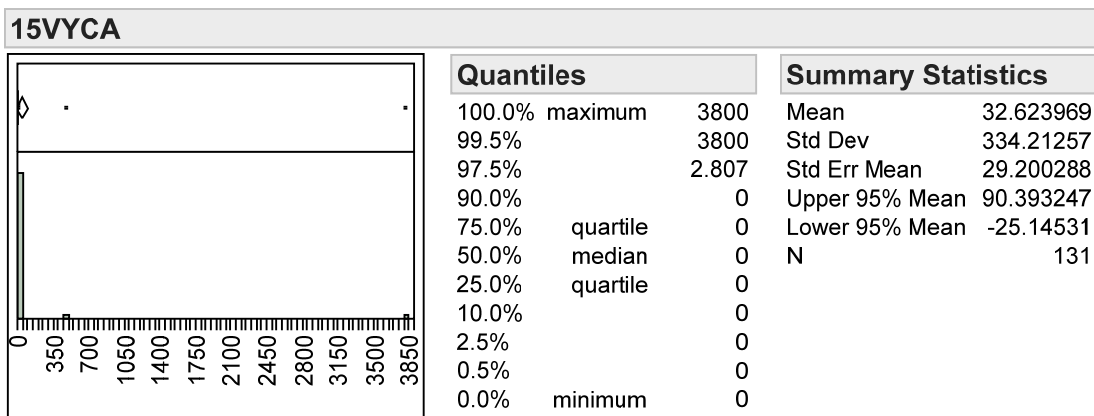 15VYCA
0 350 700 1050 1400 1750 2100 2450 2800 3150 3500 3850
Quantiles
100.0% maximum 3800
99.5% 3800
97.5% 2.807
90.0% 0
75.0% quartile 0
50.0% median 0
25.0% quartile 0
10.0% 0
2.5% 0
0.5% 0
0.0% minimum 0
Summary Statistics
Mean 32.623969
Std Dev 334.21257
Std Err Mean 29.200288
Upper 95% Mean 90.393247
Lower 95% Mean -25.14531
N 131